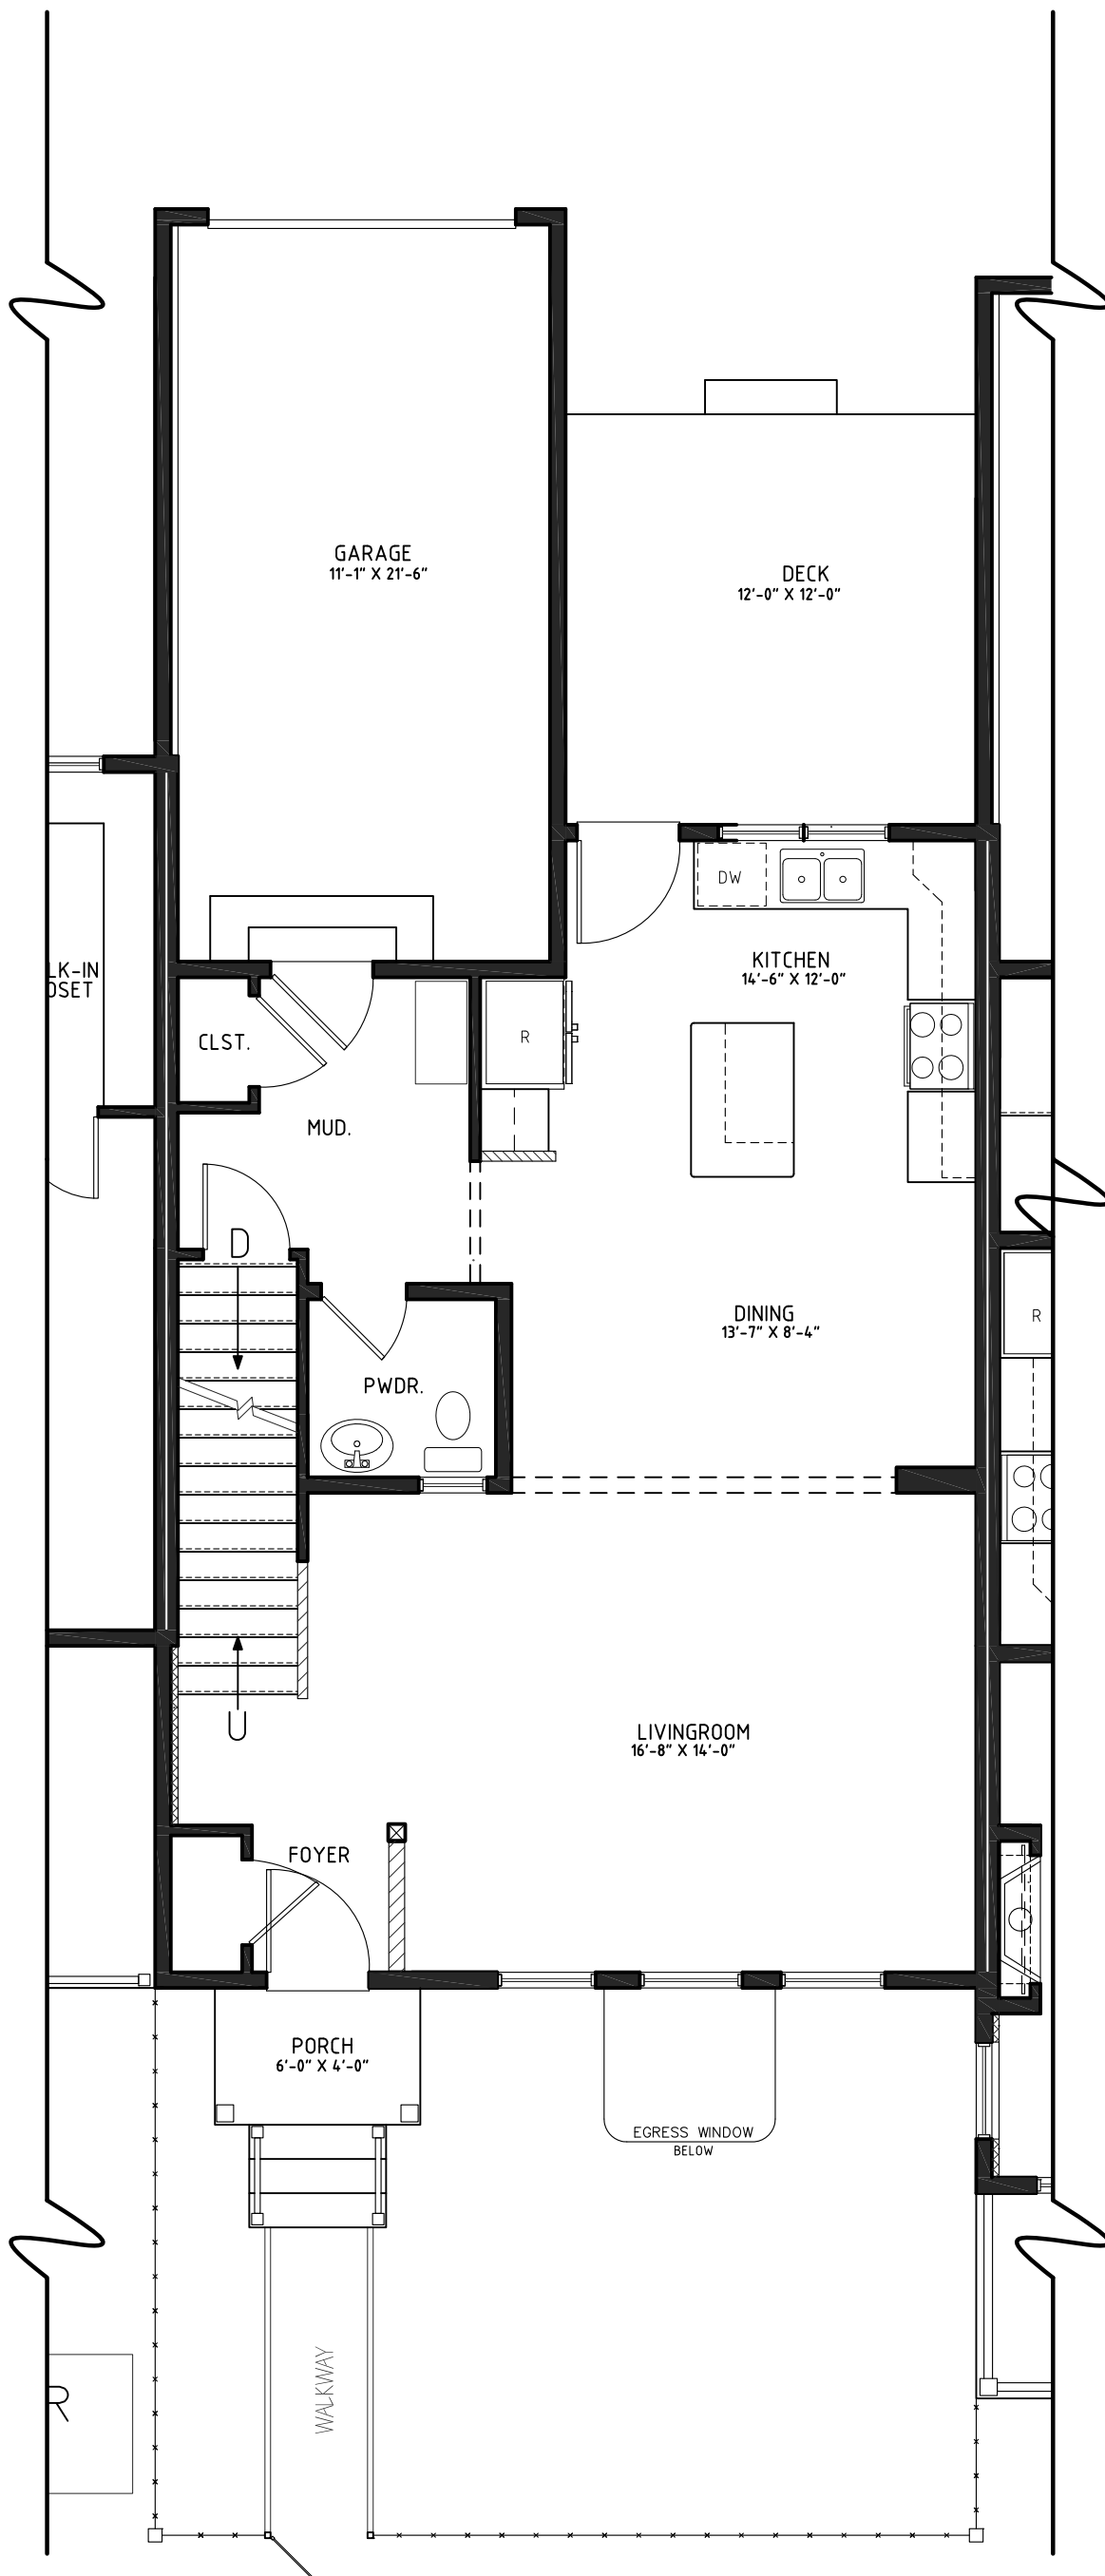 GARAGE
11'-1" X 21'-6"
DECK
12'-0" X 12'-0"
DW
KITCHEN
14'-6" X 12'-0"
LK-IN
OSET
CLST.
R
MUD.
D
DINING
13'-7" X 8'-4"
R
PWDR.
U
LIVINGROOM
16'-8" X 14'-0"
FOYER
PORCH
6'-0" X 4'-0"
EGRESS WINDOW
BELOW
WALKWAY
R